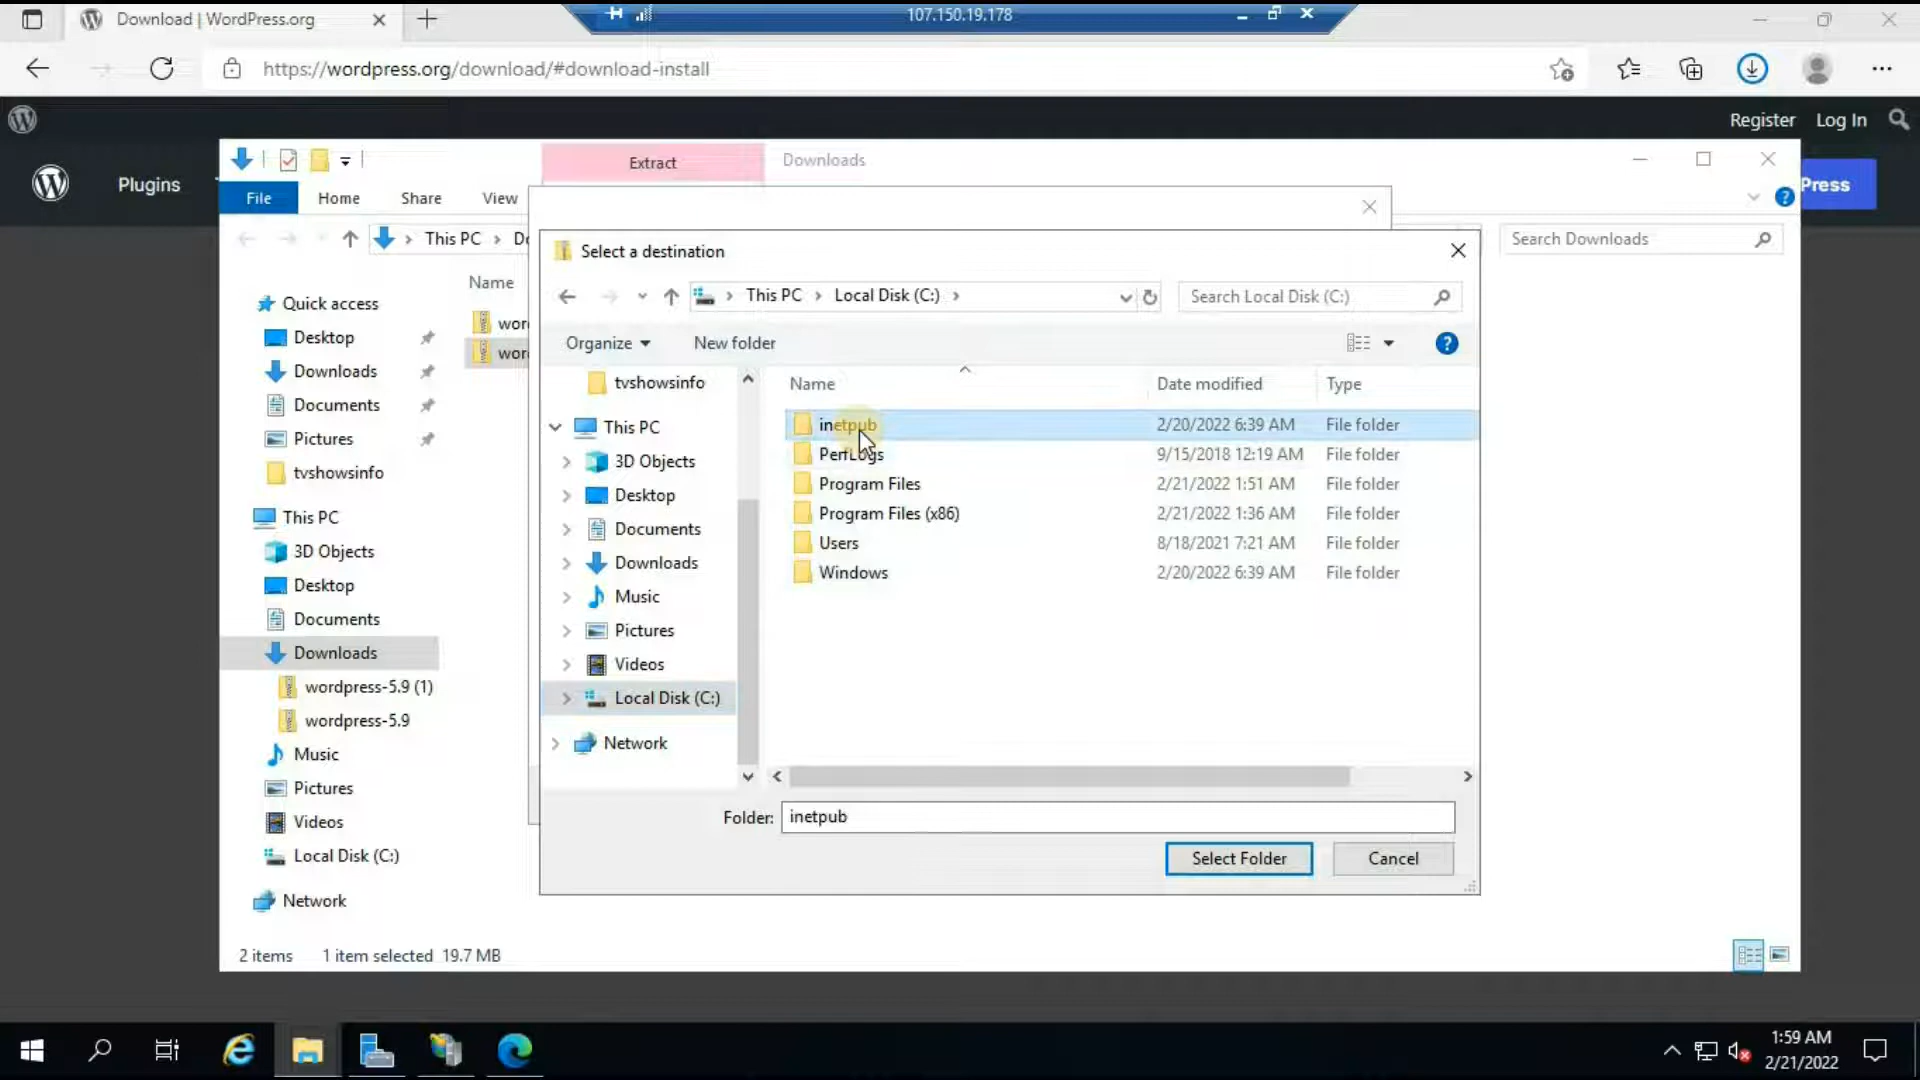 Download | WordPress.org
107.150.19.178
https://wordpress.org/download/#download-install
Register Log In
Plugins
Press
Extract Downloads
File Home Share View
This PC
Search Downloads
Name
Quick access
Desktop
Downloads
Documents
Pictures
tvshowsinfo
This PC
3D Objects
Desktop
Documents
Downloads
wordpress-5.9 (1)
wordpress-5.9
Music
Pictures
Videos
Local Disk (C:)
Network
2 items 1 item selected 19.7 MB
Select a destination
This PC Local Disk (C:)
Search Local Disk (C:)
Organize New folder
tvshowsinfo
This PC
3D Objects
Desktop
Documents
Downloads
Music
Pictures
Videos
Local Disk (C:)
Network
Name Date modified Type
inetpub 2/20/2022 6:39 AM File folder
PerfLogs 9/15/2018 12:19 AM File folder
Program Files 2/21/2022 1:51 AM File folder
Program Files (x86) 2/21/2022 1:36 AM File folder
Users 8/18/2021 7:21 AM File folder
Windows 2/20/2022 6:39 AM File folder
Folder: inetpub
Select Folder Cancel
1:59 AM
2/21/2022